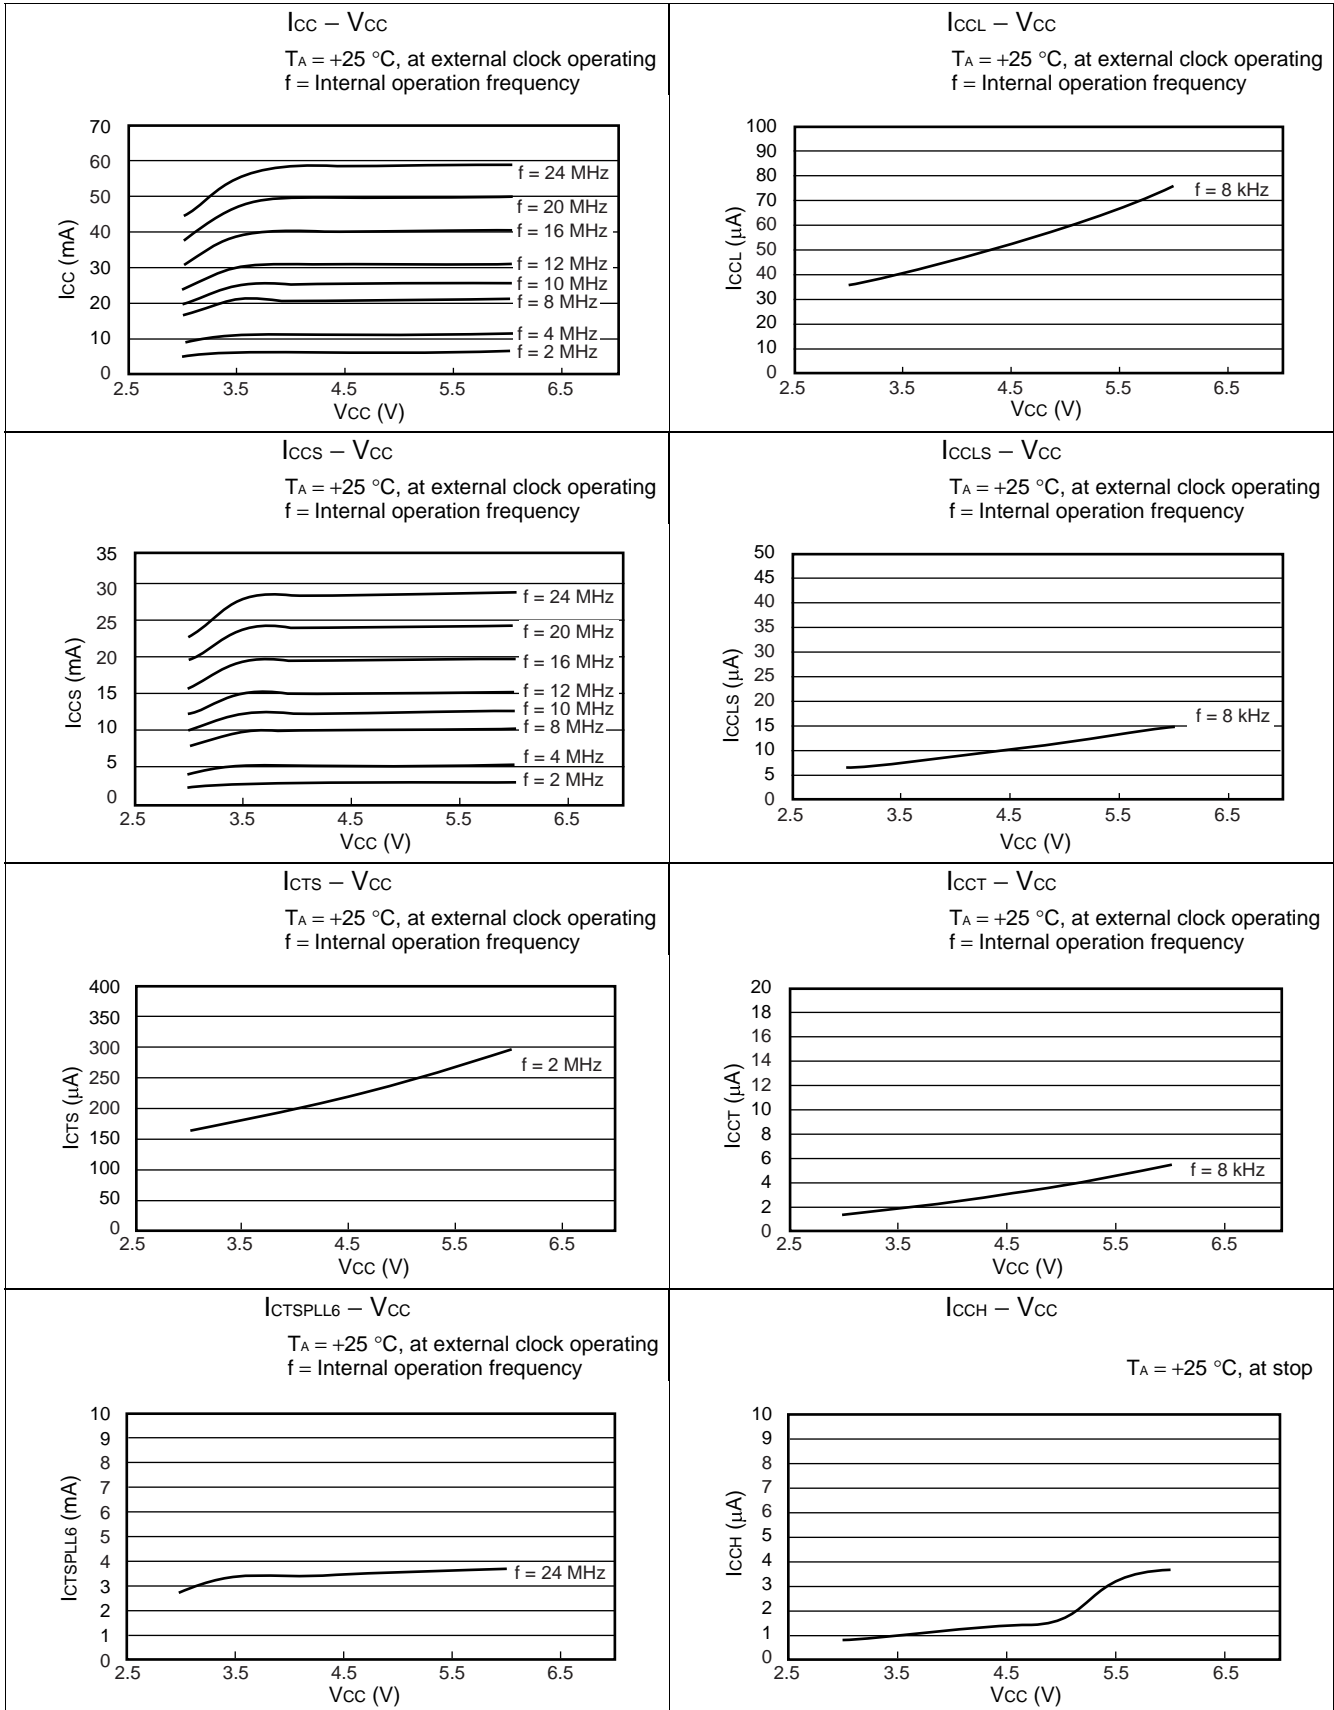 ICC – VCC
TA = +25 °C, at external clock operating
f = Internal operation frequency
70
60
50
40
30
20
10
0
ICC (mA)
f = 24 MHz
f = 20 MHz
f = 16 MHz
f = 12 MHz
f = 10 MHz
f = 8 MHz
f = 4 MHz
f = 2 MHz
2.5 3.5 4.5 5.5 6.5
VCC (V)
ICCL – VCC
TA = +25 °C, at external clock operating
f = Internal operation frequency
100
90
80
70
60
50
40
30
20
10
0
ICCL (μA)
f = 8 kHz
2.5 3.5 4.5 5.5 6.5
VCC (V)
ICCS – VCC
TA = +25 °C, at external clock operating
f = Internal operation frequency
35
30
25
20
15
10
5
0
ICCS (mA)
f = 24 MHz
f = 20 MHz
f = 16 MHz
f = 12 MHz
f = 10 MHz
f = 8 MHz
f = 4 MHz
f = 2 MHz
2.5 3.5 4.5 5.5 6.5
VCC (V)
ICCLS – VCC
TA = +25 °C, at external clock operating
f = Internal operation frequency
50
45
40
35
30
25
20
15
10
5
0
ICCLS (μA)
f = 8 kHz
2.5 3.5 4.5 5.5 6.5
VCC (V)
ICTS – VCC
TA = +25 °C, at external clock operating
f = Internal operation frequency
400
350
300
250
200
150
100
50
0
ICTS (μA)
f = 2 MHz
2.5 3.5 4.5 5.5 6.5
VCC (V)
ICCT – VCC
TA = +25 °C, at external clock operating
f = Internal operation frequency
20
18
16
14
12
10
8
6
4
2
0
ICCT (μA)
f = 8 kHz
2.5 3.5 4.5 5.5 6.5
VCC (V)
ICTSPLL6 – VCC
TA = +25 °C, at external clock operating
f = Internal operation frequency
10
9
8
7
6
5
4
3
2
1
0
ICTSPLL6 (mA)
f = 24 MHz
2.5 3.5 4.5 5.5 6.5
VCC (V)
ICCH – VCC
TA = +25 °C, at stop
10
9
8
7
6
5
4
3
2
1
0
ICCH (μA)
2.5 3.5 4.5 5.5 6.5
VCC (V)